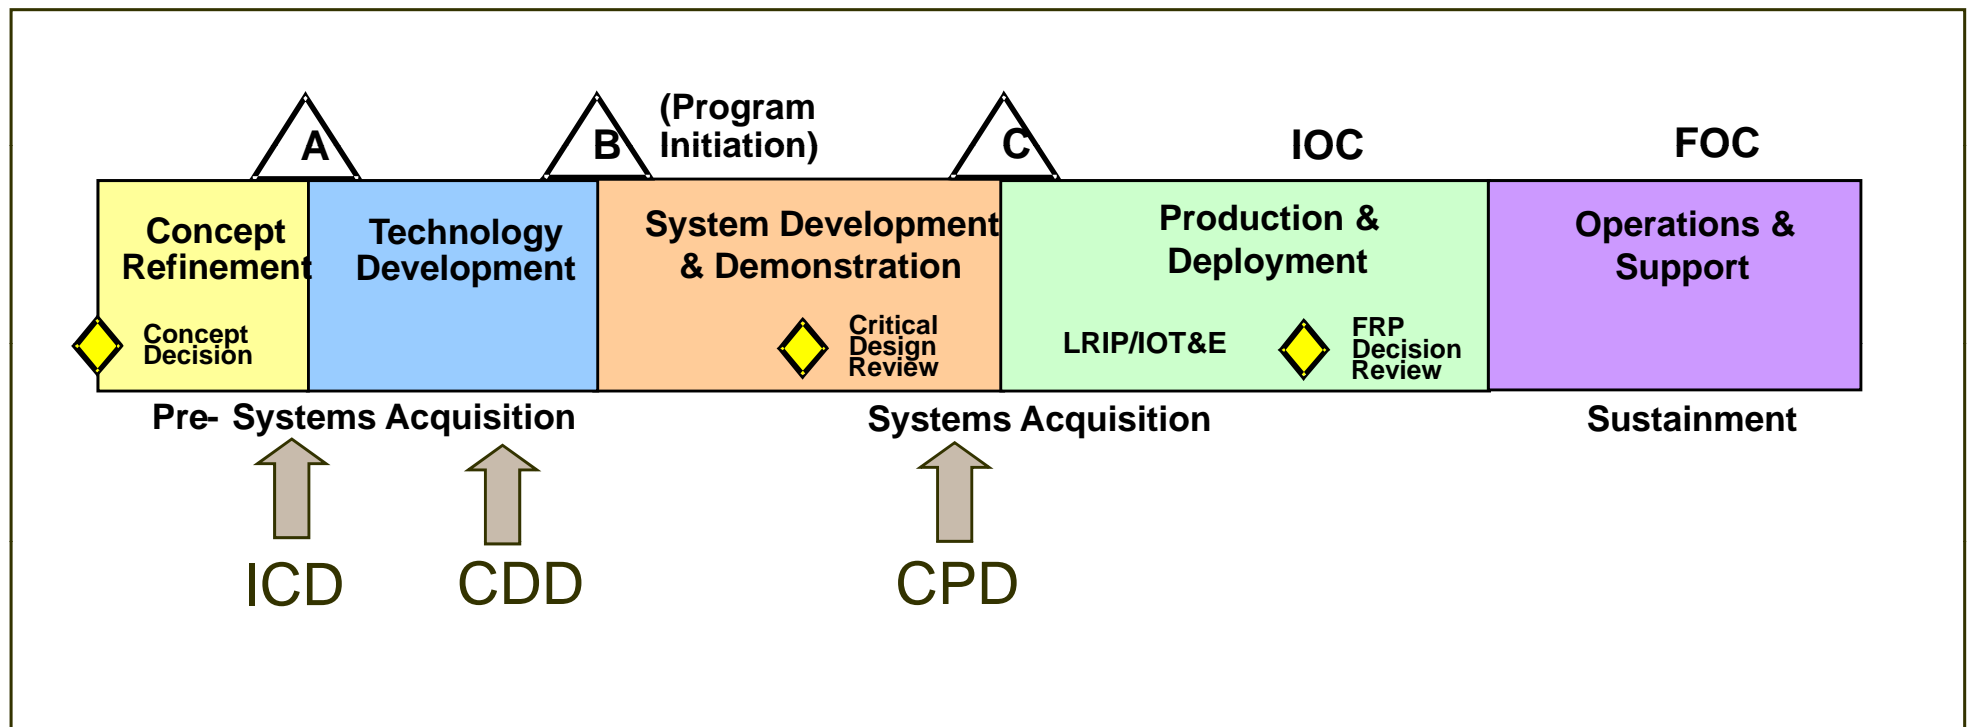 A
B
(Program
Initiation)
C
IOC
FOC
Concept
Refinement
Technology
Development
System Development
& Demonstration
Production &
Deployment
Operations &
Support
Concept
Decision
Critical
Design
Review
LRIP/IOT&E
FRP
Decision
Review
Pre- Systems Acquisition
Systems Acquisition
Sustainment
ICD
CDD
CPD